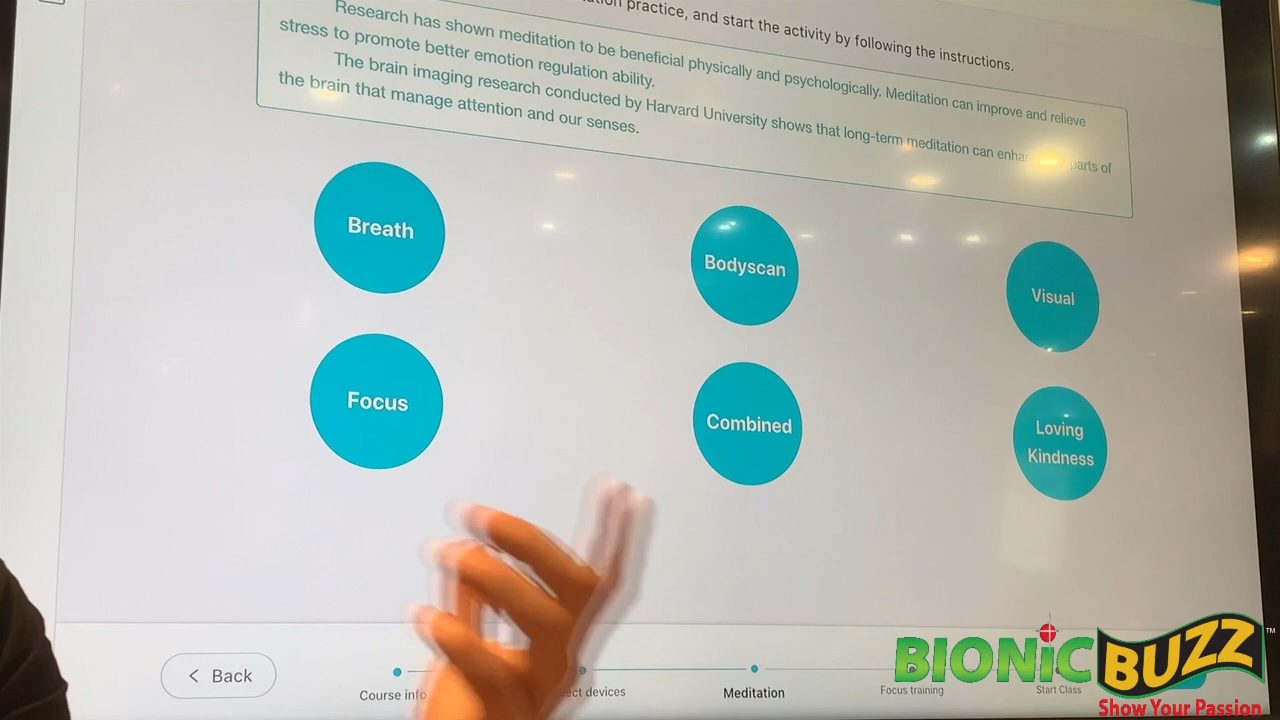 practice, and start the activity by following the instructions.
Research has shown meditation to be beneficial physically and psychologically. Meditation can improve and relieve
stress to promote better emotion regulation ability.
The brain imaging research conducted by Harvard University shows that long-term meditation can parts of
the brain that manage attention and our senses.
Breath
Bodyscan
Visual
Focus
Combined
Loving
Kindness
< Back
Course info
devices
Meditation
Focus training
Start Class
BIONiC BUZZ™
Show Your Passion